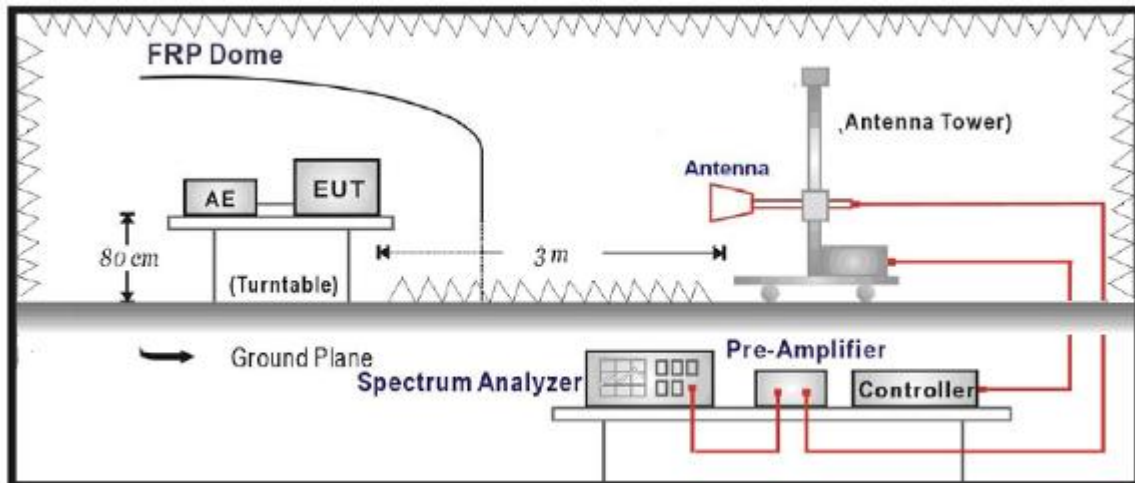 FRP Dome
(Antenna Tower)
Antenna
AE
EUT
80 cm
3 m
(Turntable)
Ground Plane
Pre-Amplifier
Spectrum Analyzer
Controller